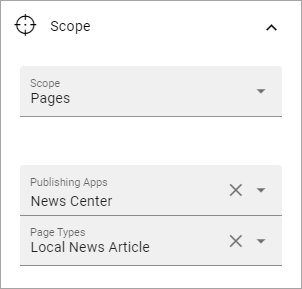 Scope
Scope
Pages
Publishing Apps
News Center
Page Types
Local News Article